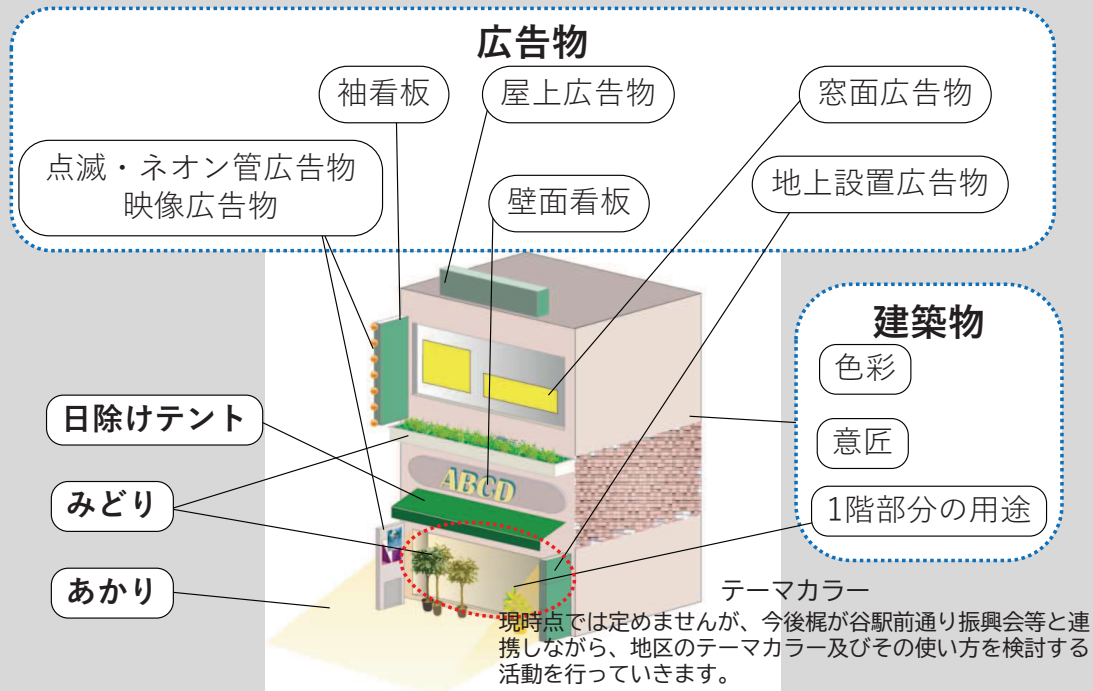 広告物
袖看板
屋上広告物
窓面広告物
点滅・ネオン管広告物
映像広告物
壁面看板
地上設置広告物
建築物
色彩
意匠
1階部分の用途
日除けテント
みどり
あかり
ABCD
テーマカラー
現時点では定めませんが、今後梶が谷駅前通り振興会等と連
携しながら、地区のテーマカラー及びその使い方を検討する
活動を行っていきます。